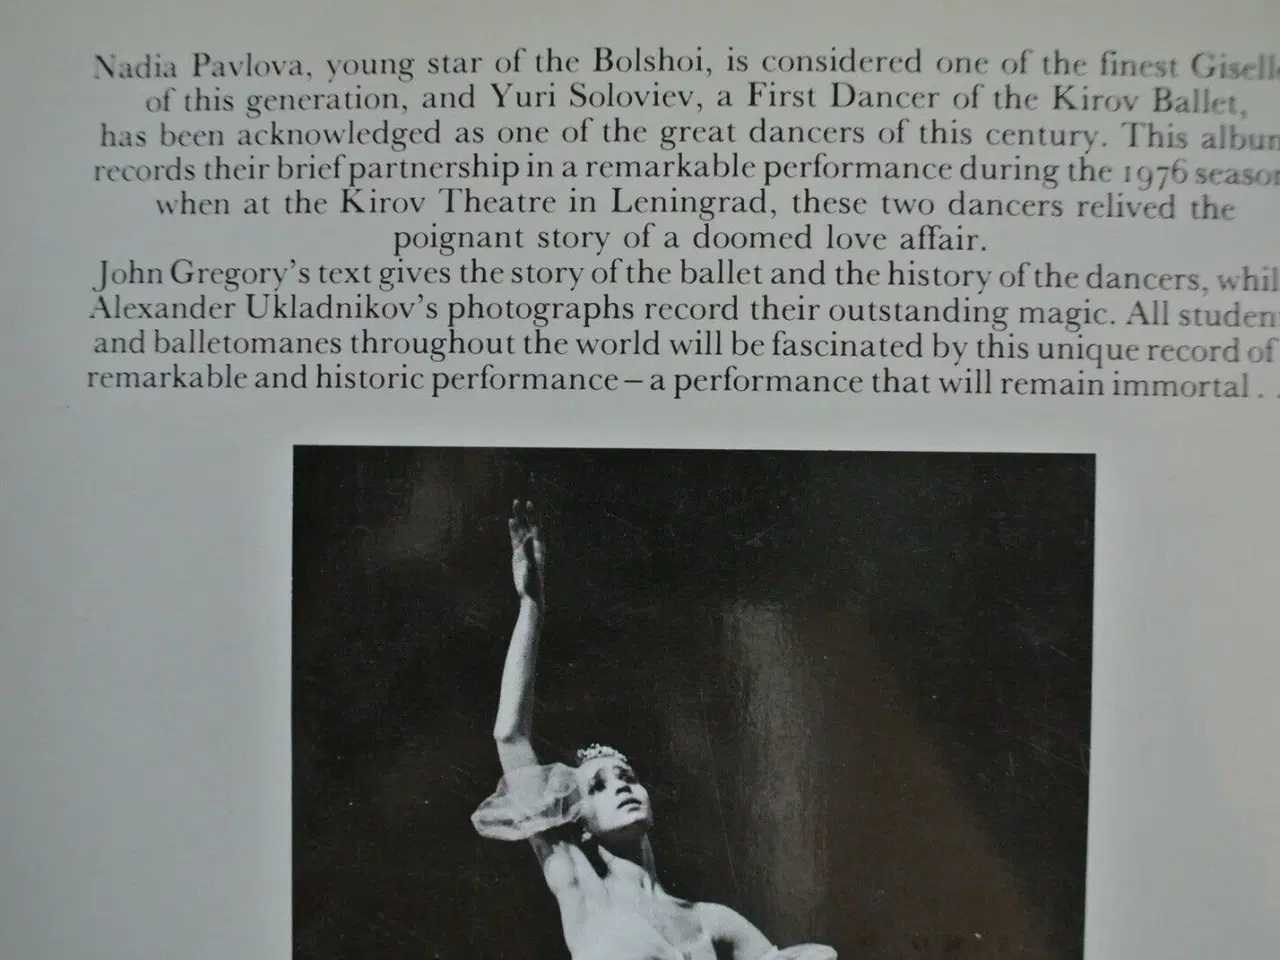 Nadia Pavlova, young star of the Bolshoi, is considered one of the finest Giselle
of this generation, and Yuri Soloviev, a First Dancer of the Kirov Ballet,
has been acknowledged as one of the great dancers of this century. This album
records their brief partnership in a remarkable performance during the 1976 season
when at the Kirov Theatre in Leningrad, these two dancers relived the
poignant story of a doomed love affair.
John Gregory's text gives the story of the ballet and the history of the dancers, whil
Alexander Ukladnikov's photographs record their outstanding magic. All studen
and balletomanes throughout the world will be fascinated by this unique record of
remarkable and historic performance – a performance that will remain immortal . .